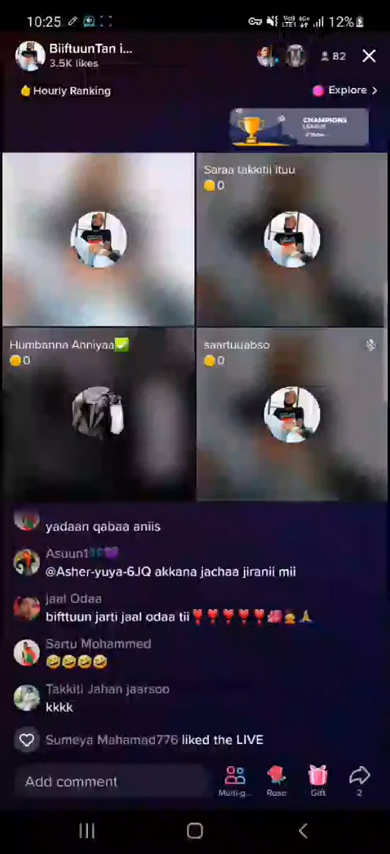 10:25
12%
BiiftuunTan i...
3.5K likes
82
Hourly Ranking
Explore >
CHAMPIONS
LEAGUE
Saraa takkitii ituu
0
Humbanna Anniyaa✅
0
saartuuabso
0
yadaan qabaa aniis
Asuun1
@Asher-yuya-6JQ akkana jachaa jiranii mii
jaal Odaa
bifttuun jarti jaal odaa tii
Sartu Mohammed
🤣🤣🤣🤣
Takkiti Jahan jaarsoo
kkkk
Sumeya Mahamad776 liked the LIVE
Add comment
Multi-g...
Rose
Gift
2